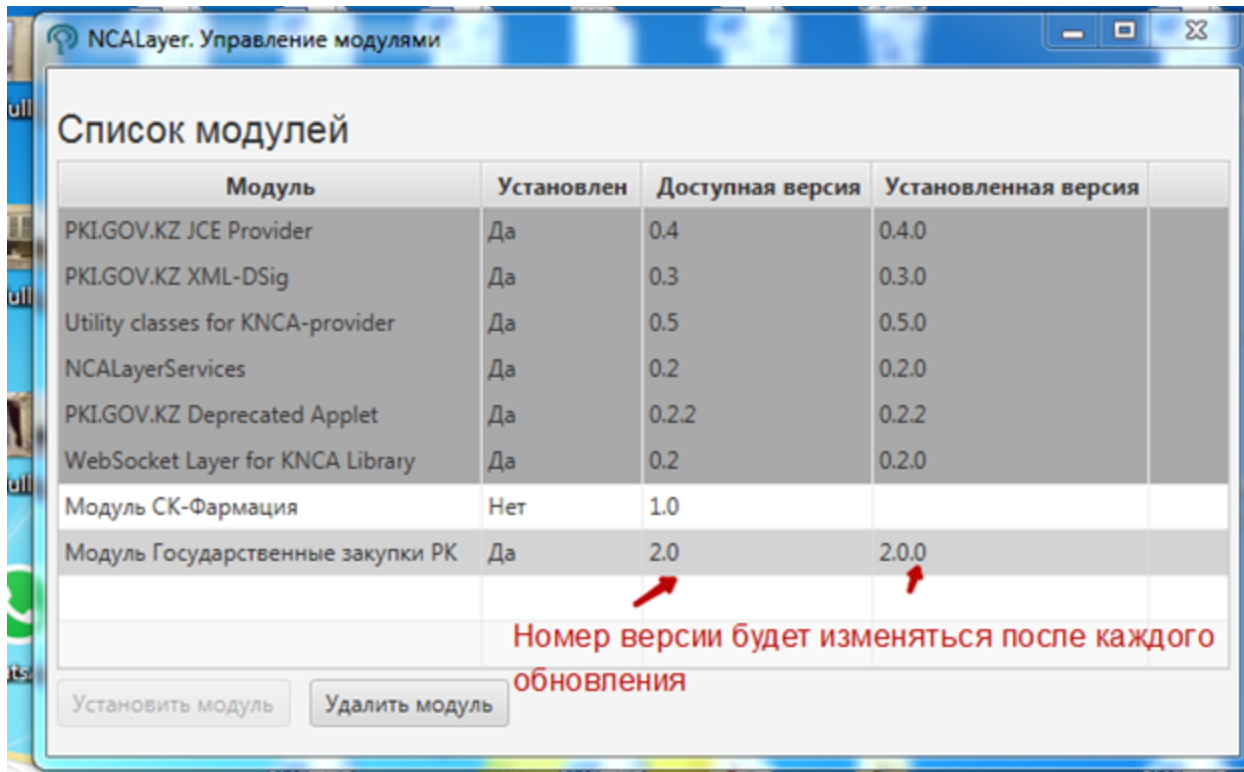 NCALayer. Управление модулями
Список модулей
Модуль Установлен Доступная версия Установленная версия
PKI.GOV.KZ JCE Provider Да 0.4 0.4.0
PKI.GOV.KZ XML-DSig Да 0.3 0.3.0
Utility classes for KNCA-provider Да 0.5 0.5.0
NCALayerServices Да 0.2 0.2.0
PKI.GOV.KZ Deprecated Applet Да 0.2.2 0.2.2
WebSocket Layer for KNCA Library Да 0.2 0.2.0
Модуль СК-Фармация Нет 1.0
Модуль Государственные закупки РК Да 2.0 2.0.0
Номер версии будет изменяться после каждого
обновления
Установить модуль Удалить модуль
ull
ull
ull
ts.